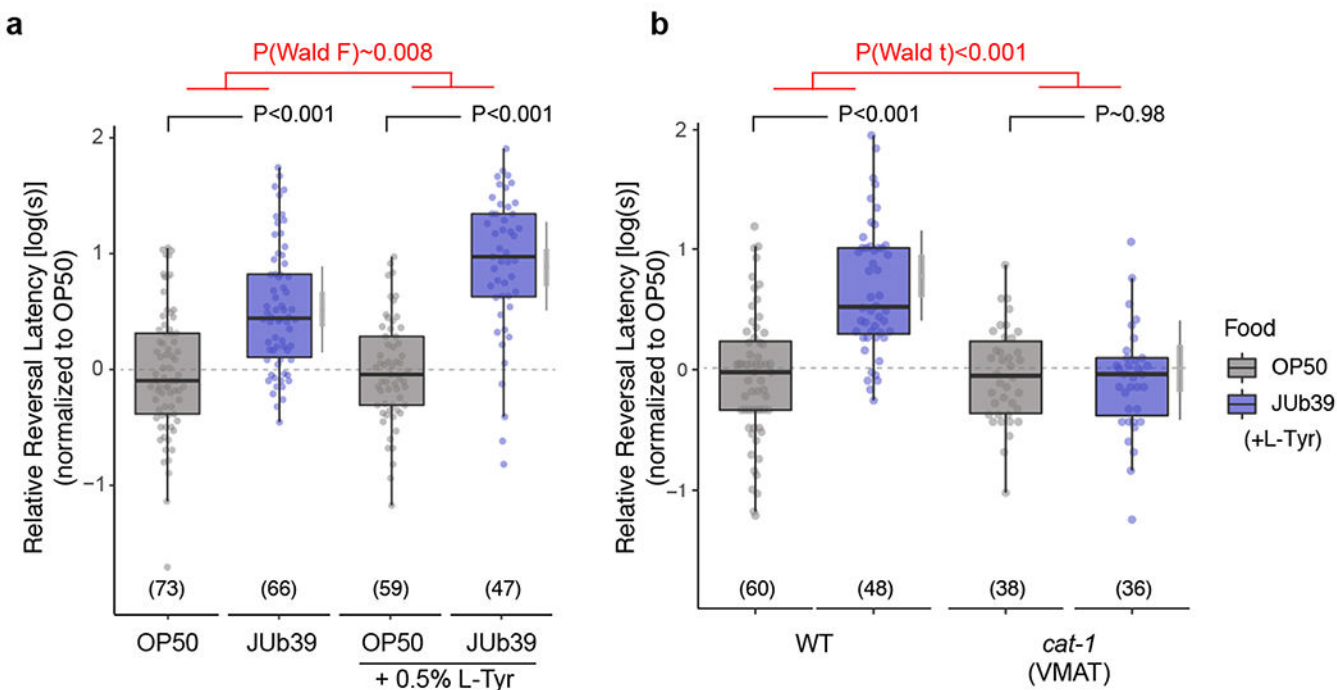 a
P(Wald F)~0.008
P<0.001
P<0.001
Relative Reversal Latency [log(s)]
(normalized to OP50)
2
1
0
−1
(73)
(66)
(59)
(47)
OP50
JUb39
OP50
JUb39
+ 0.5% L-Tyr
b
P(Wald t)<0.001
P<0.001
P~0.98
Relative Reversal Latency [log(s)]
(normalized to OP50)
2
1
0
−1
(60)
(48)
(38)
(36)
WT
cat-1
(VMAT)
Food
OP50
JUb39
(+L-Tyr)